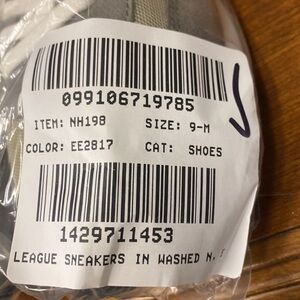 099106719785
ITEM: NH198 SIZE: 9-M
COLOR: EE2817 CAT: SHOES
1429711453
LEAGUE SNEAKERS IN WASHED N.